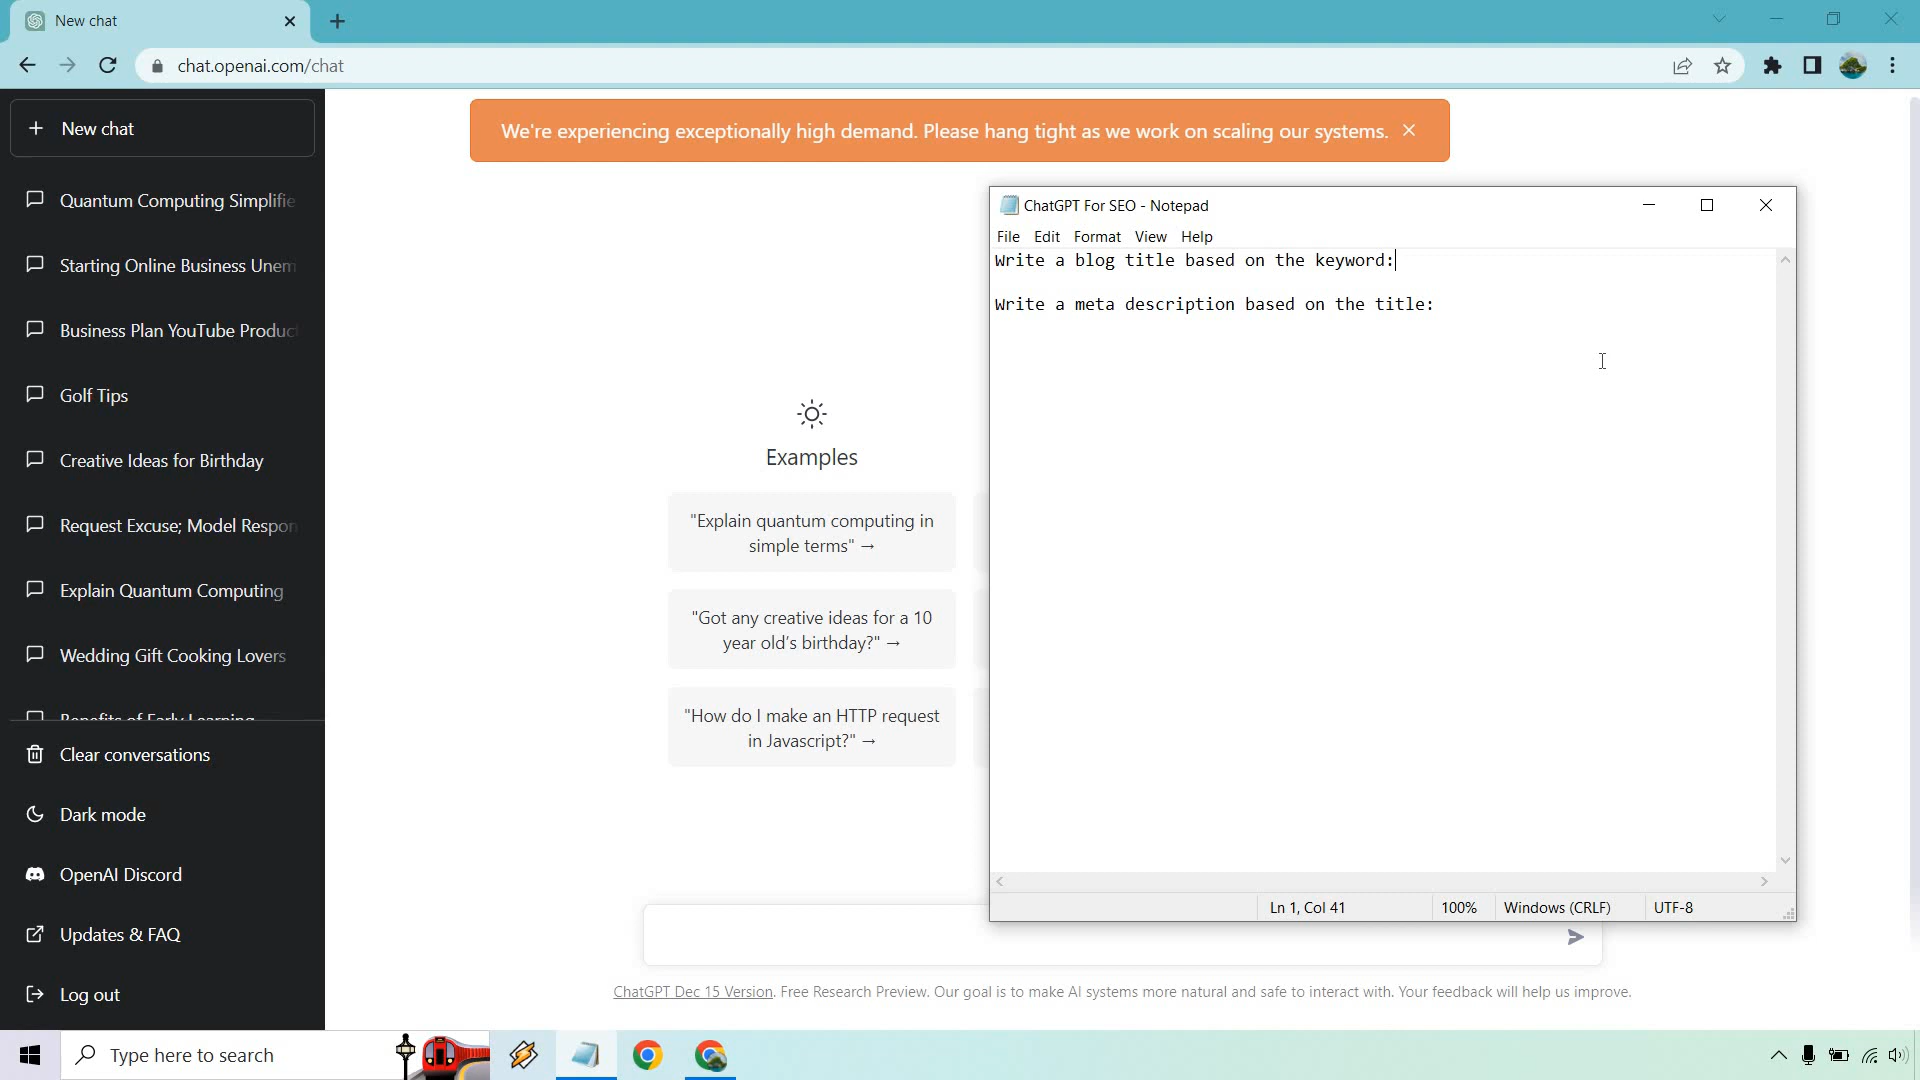 New chat
chat.openai.com/chat
New chat
Quantum Computing Simplifie
Starting Online Business Unem
Business Plan YouTube Produc
Golf Tips
Creative Ideas for Birthday
Request Excuse; Model Respon
Explain Quantum Computing
Wedding Gift Cooking Lovers
Benefits of Early Learning
Clear conversations
Dark mode
OpenAI Discord
Updates & FAQ
Log out
We're experiencing exceptionally high demand. Please hang tight as we work on scaling our systems.
Examples
"Explain quantum computing in
simple terms" →
"Got any creative ideas for a 10
year old's birthday?" →
"How do I make an HTTP request
in Javascript?" →
ChatGPT For SEO - Notepad
File Edit Format View Help
Write a blog title based on the keyword:
Write a meta description based on the title:
Ln 1, Col 41 100% Windows (CRLF) UTF-8
ChatGPT Dec 15 Version. Free Research Preview. Our goal is to make AI systems more natural and safe to interact with. Your feedback will help us improve.
Type here to search